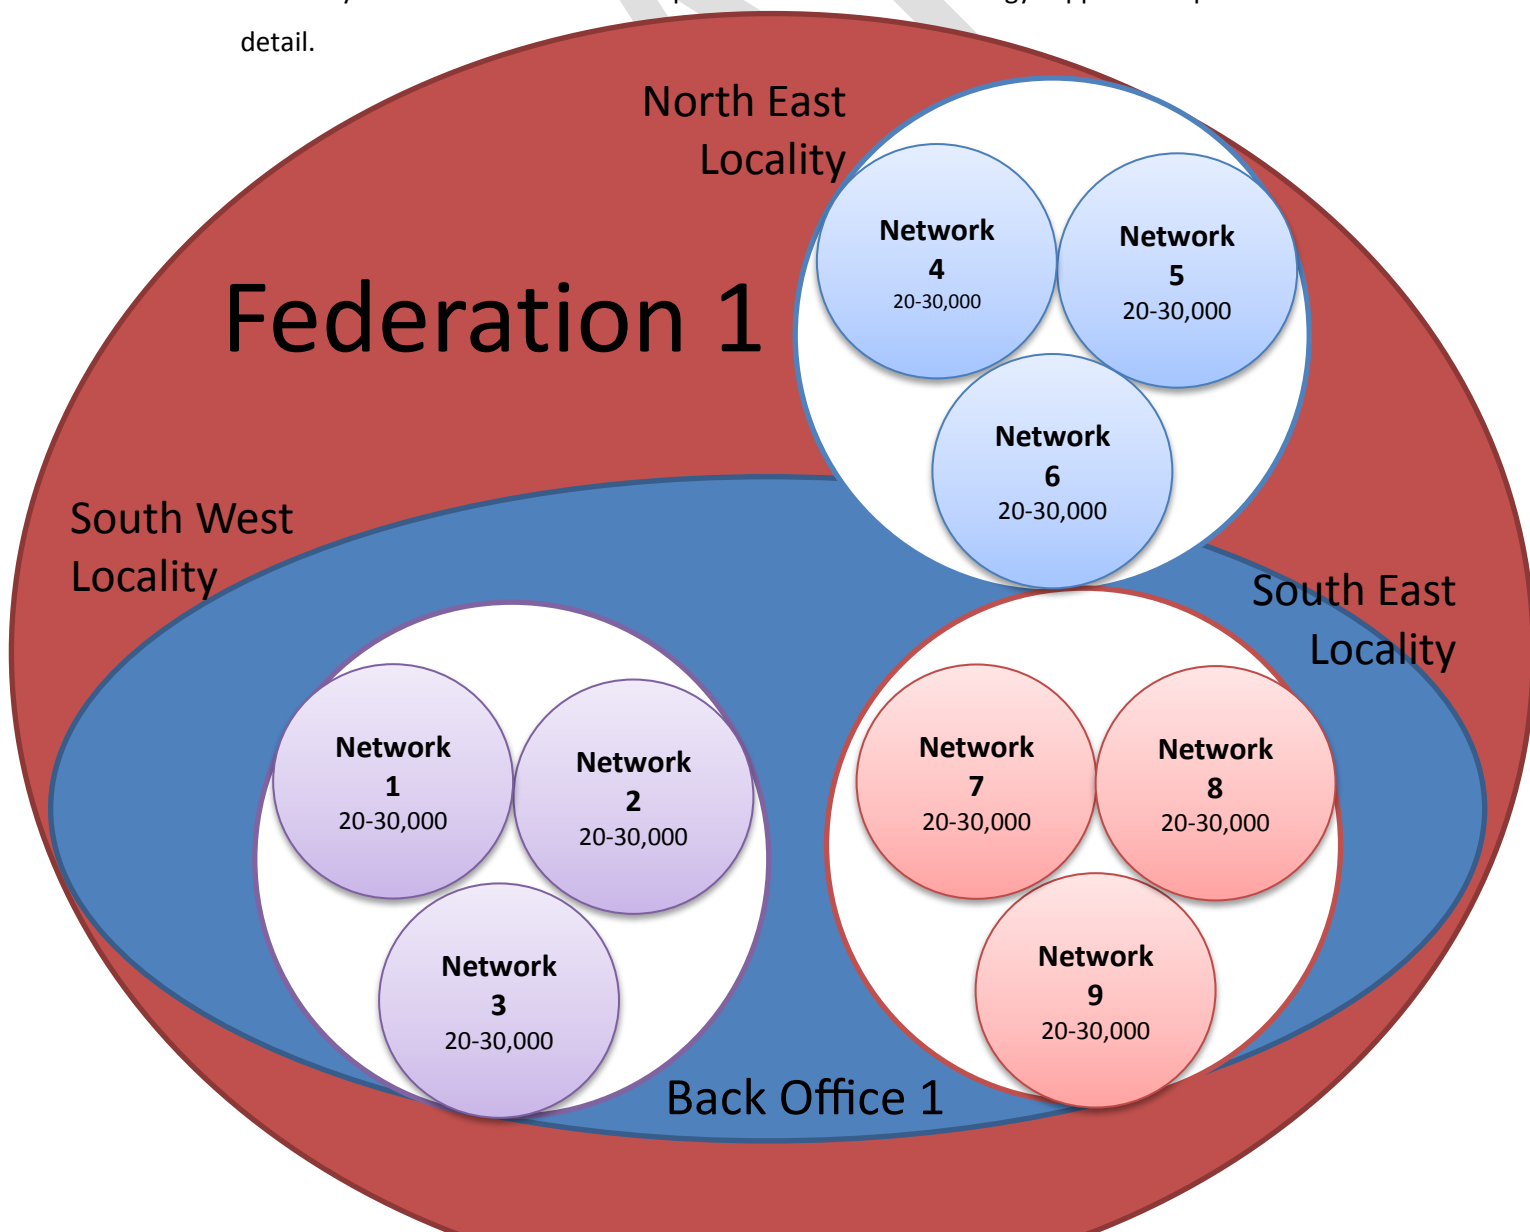 detail.
North East
Locality
Network
4
20-30,000
Network
5
20-30,000
Federation 1
Network
6
20-30,000
South West
Locality
South East
Locality
Network
1
20-30,000
Network
2
20-30,000
Network
7
20-30,000
Network
8
20-30,000
Network
3
20-30,000
Network
9
20-30,000
Back Office 1